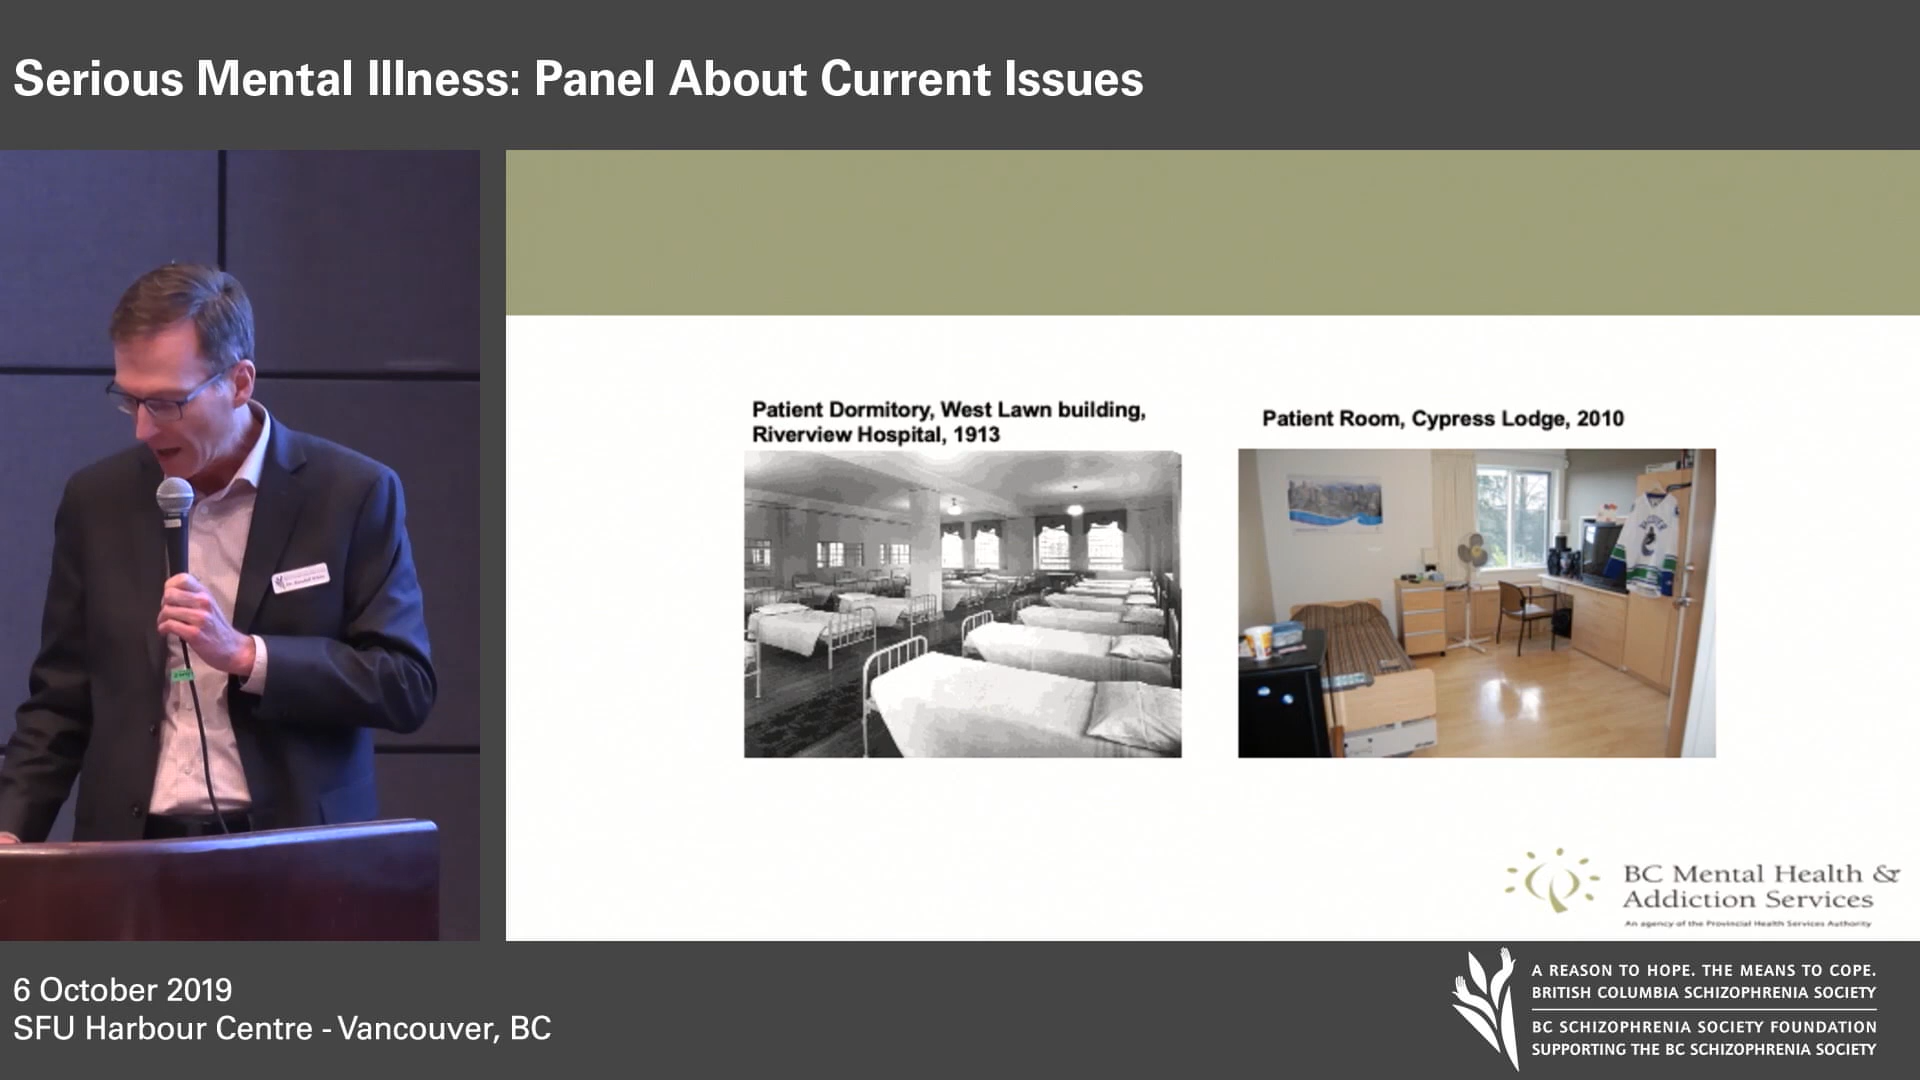 Serious Mental Illness: Panel About Current Issues
Patient Dormitory, West Lawn building,
Riverview Hospital, 1913
Patient Room, Cypress Lodge, 2010
BC Mental Health &
Addiction Services
An agency of the Provincial Health Services Authority
6 October 2019
SFU Harbour Centre - Vancouver, BC
A REASON TO HOPE. THE MEANS TO COPE.
BRITISH COLUMBIA SCHIZOPHRENIA SOCIETY
BC SCHIZOPHRENIA SOCIETY FOUNDATION
SUPPORTING THE BC SCHIZOPHRENIA SOCIETY